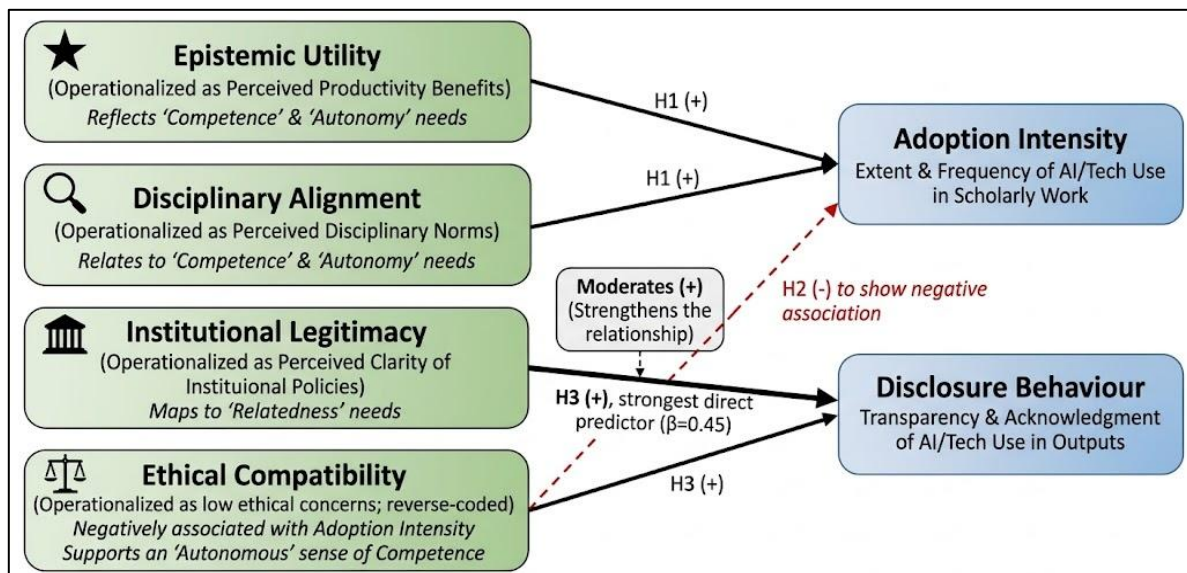 Epistemic Utility
(Operationalized as Perceived Productivity Benefits)
Reflects ‘Competence’ & ‘Autonomy’ needs
Disciplinary Alignment
(Operationalized as Perceived Disciplinary Norms)
Relates to ‘Competence’ & ‘Autonomy’ needs
Institutional Legitimacy
(Operationalized as Perceived Clarity of
Instituional Policies)
Maps to ‘Relatedness’ needs
Ethical Compatibility
(Operationalized as low ethical concerns; reverse-coded)
Negatively associated with Adoption Intensity
Supports an ‘Autonomous’ sense of Competence
H1 (+)
H1 (+)
Moderates (+)
(Strengthens the
relationship)
H2 (-) to show negative
association
H3 (+), strongest direct
predictor (β=0.45)
H3 (+)
Adoption Intensity
Extent & Frequency of AI/Tech Use
in Scholarly Work
Disclosure Behaviour
Transparency & Acknowledgment
of AI/Tech Use in Outputs